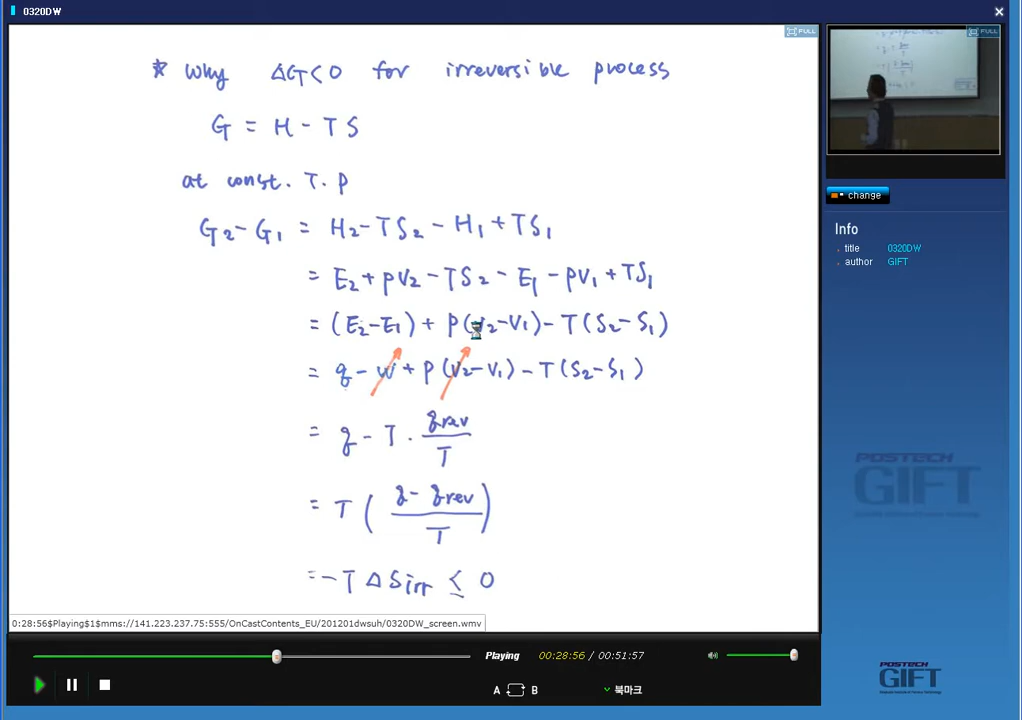 0320DW
FULL
* Why ΔG<0 for irreversible process
G = H - TS
at const. T. P
G2-G1 = H2-TS2-H1+TS1
= E2+PV2-TS2-E1-PV1+TS1
= (E2-E1)+P(V2-V1)-T(S2-S1)
= q-w+P(V2-V1)-T(S2-S1)
= q-T·qrev/T
= T(q-qrev/T)
=-TΔSirr ≤ 0
FULL
change
Info
title 0320DW
author GIFT
POSTECH
GIFT
0:28:56$Playing$1$mms://141.223.237.75:555/OnCastContents_EU/201201dwsuh/0320DW_screen.wmv
Playing 00:28:56 / 00:51:57
A B 북마크
POSTECH
GIFT